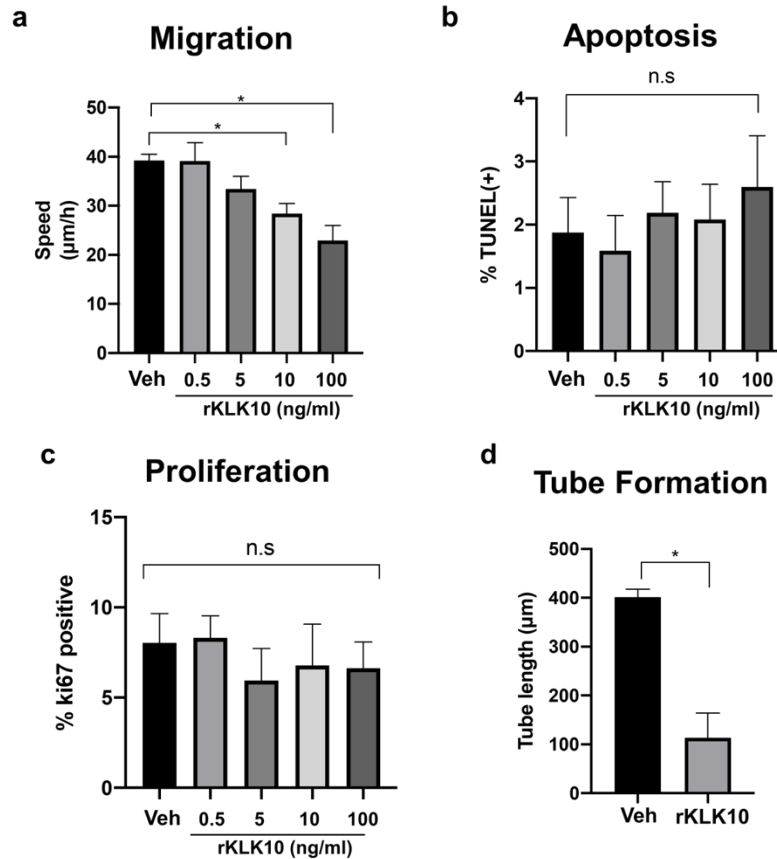 a
Migration
Speed
(µm/h)
50
40
30
20
10
0
*
*
Veh
0.5
5
10
100
rKLK10 (ng/ml)
b
Apoptosis
% TUNEL(+)
4
3
2
1
0
n.s
Veh
0.5
5
10
100
rKLK10 (ng/ml)
c
Proliferation
% ki67 positive
15
10
5
0
n.s
Veh
0.5
5
10
100
rKLK10 (ng/ml)
d
Tube Formation
Tube length (µm)
500
400
300
200
100
0
*
Veh
rKLK10